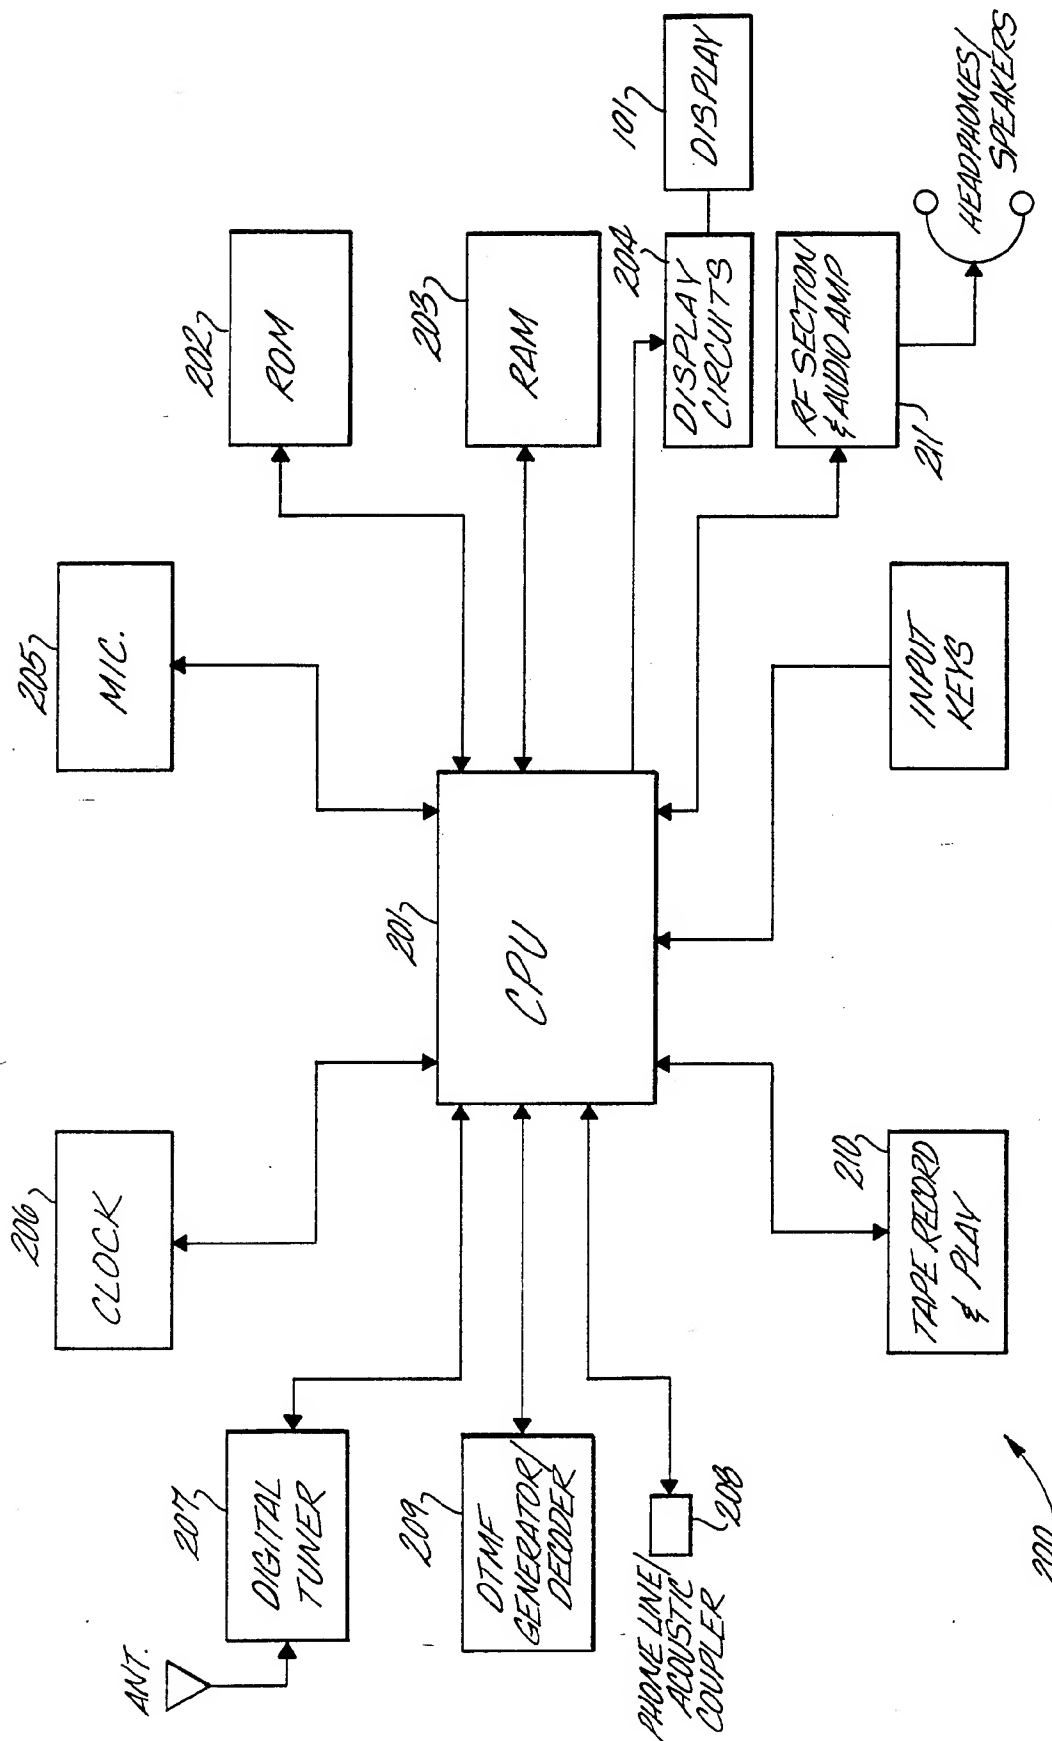 ANT.
207
DIGITAL
TUNER
206
CLOCK
205
MIC.
202
ROM
209
DTMF
GENERATOR/
DECODER
201
CPU
203
RAM
PHONE LINE/
ACOUSTIC
COUPLER
208
204
DISPLAY
CIRCUITS
101
DISPLAY
210
TAPE RECORD
& PLAY
INPUT
KEYS
RF SECTION
& AUDIO AMP
211
HEADPHONES/
SPEAKERS
200